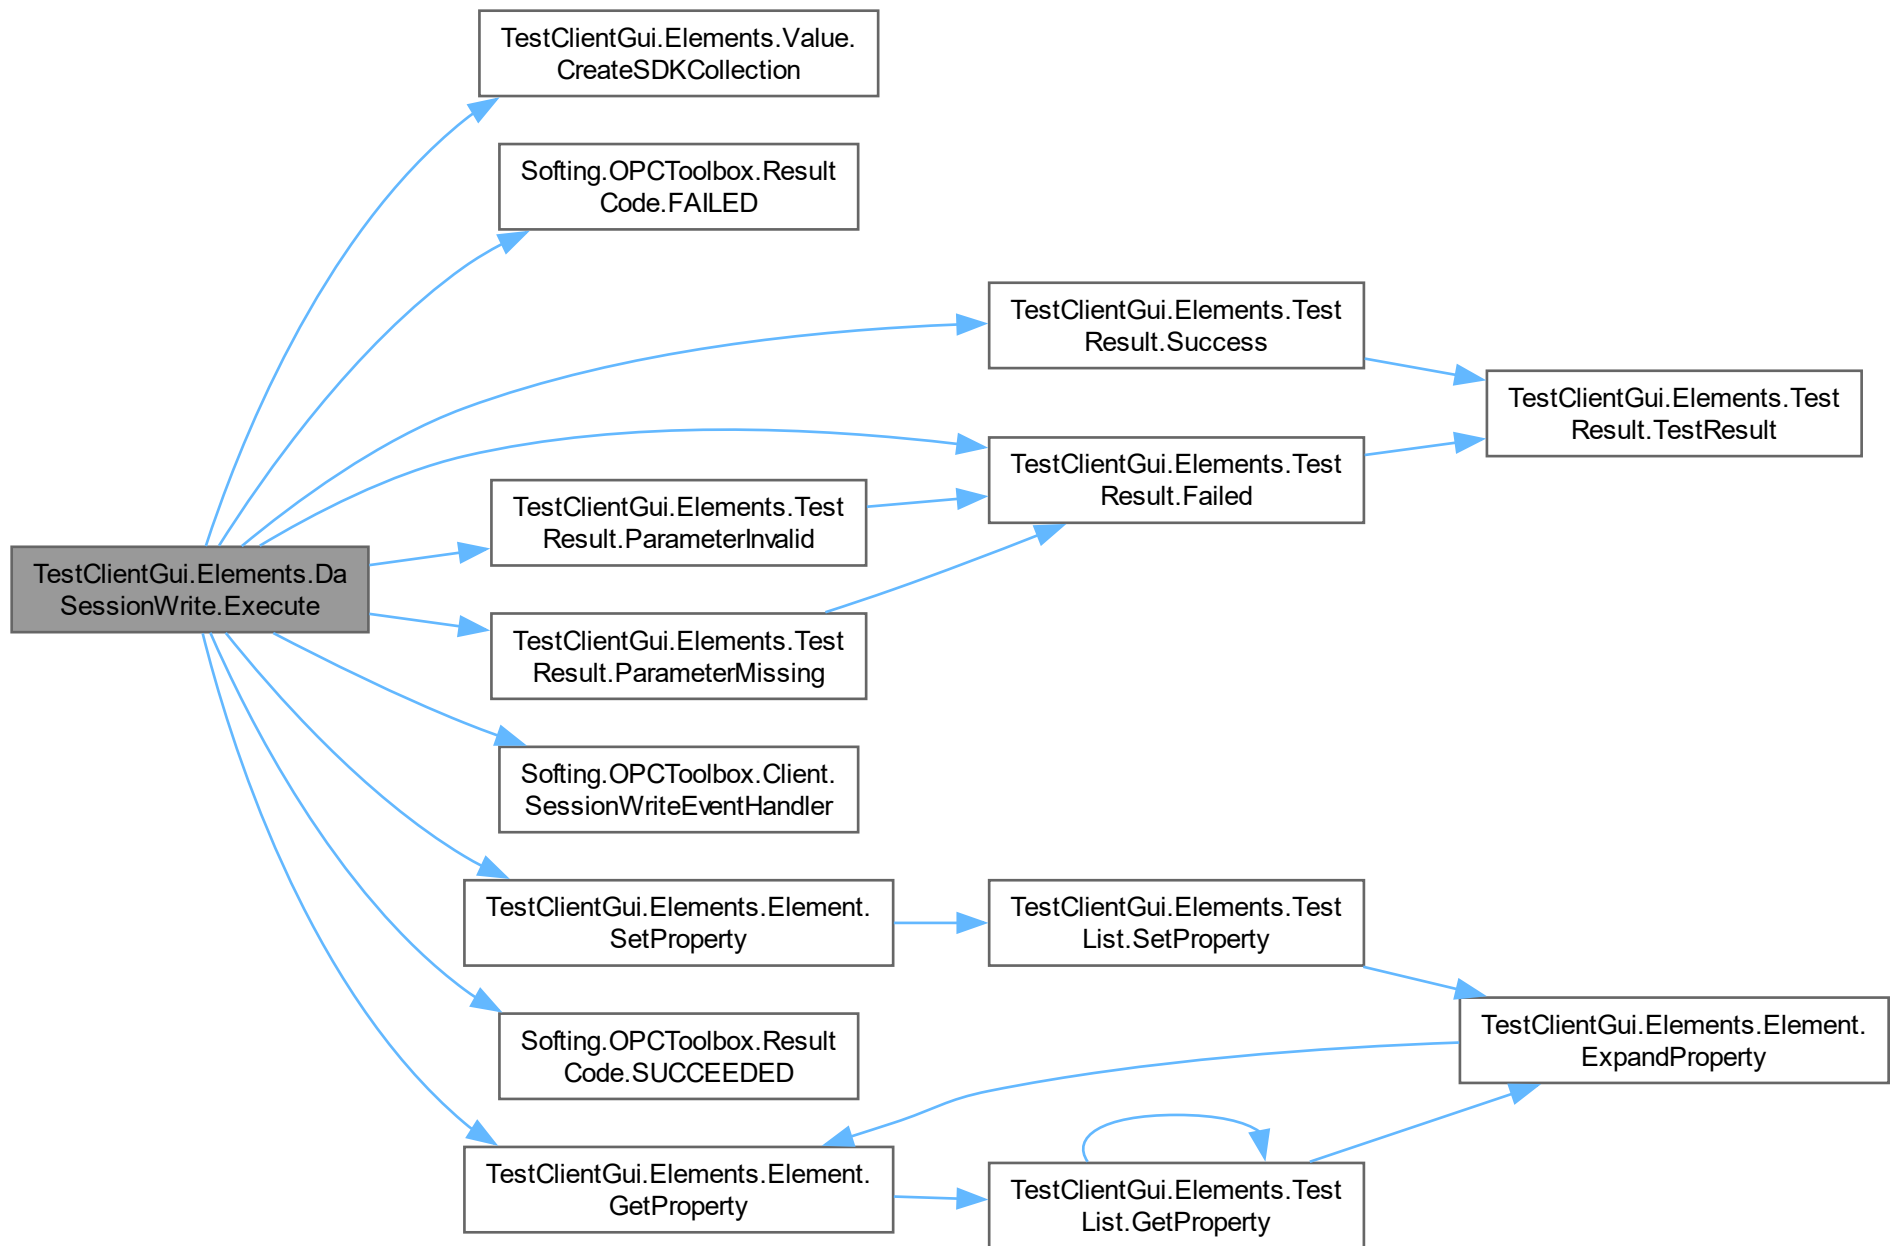 TestClientGui.Elements.Value.
CreateSDKCollection
Softing.OPCToolbox.Result
Code.FAILED
TestClientGui.Elements.Test
Result.Success
TestClientGui.Elements.Test
Result.TestResult
TestClientGui.Elements.Test
Result.Failed
TestClientGui.Elements.Test
Result.ParameterInvalid
TestClientGui.Elements.Da
SessionWrite.Execute
TestClientGui.Elements.Test
Result.ParameterMissing
Softing.OPCToolbox.Client.
SessionWriteEventHandler
TestClientGui.Elements.Element.
SetProperty
TestClientGui.Elements.Test
List.SetProperty
Softing.OPCToolbox.Result
Code.SUCCEEDED
TestClientGui.Elements.Element.
ExpandProperty
TestClientGui.Elements.Element.
GetProperty
TestClientGui.Elements.Test
List.GetProperty